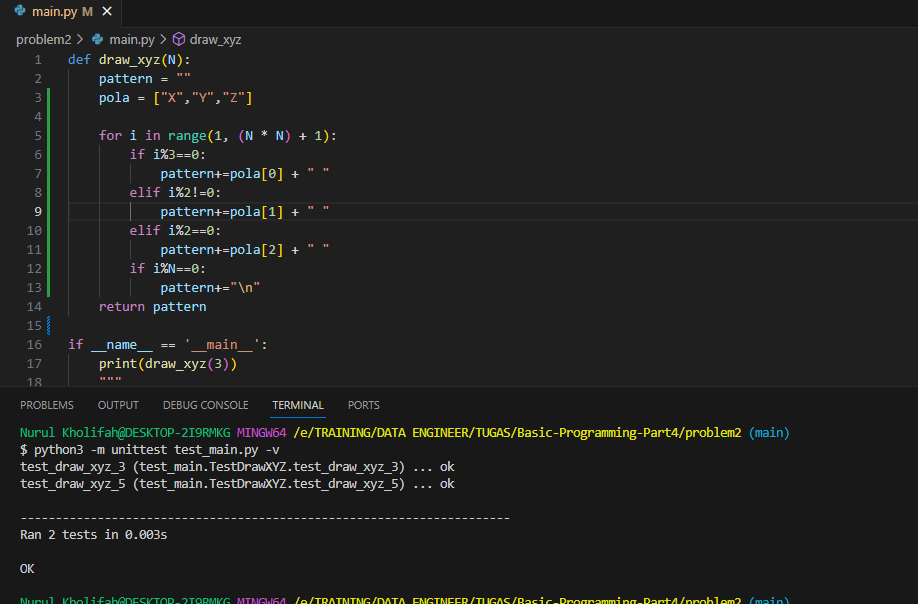 main.py M ×
problem2 > main.py > draw_xyz
1 def draw_xyz(N):
2     pattern = ""
3     pola = ["X","Y","Z"]
4
5     for i in range(1, (N * N) + 1):
6         if i%3==0:
7             pattern+=pola[0] + " "
8         elif i%2!=0:
9             pattern+=pola[1] + " "
10         elif i%2==0:
11             pattern+=pola[2] + " "
12         if i%N==0:
13             pattern+="\n"
14     return pattern
15
16 if __name__ == '__main__':
17     print(draw_xyz(3))
18     """
PROBLEMS OUTPUT DEBUG CONSOLE TERMINAL PORTS
Nurul Kholifah@DESKTOP-2I9RMKG MINGW64 /e/TRAINING/DATA ENGINEER/TUGAS/Basic-Programming-Part4/problem2 (main)
$ python3 -m unittest test_main.py -v
test_draw_xyz_3 (test_main.TestDrawXYZ.test_draw_xyz_3) ... ok
test_draw_xyz_5 (test_main.TestDrawXYZ.test_draw_xyz_5) ... ok
----------------------------------------------------------------------
Ran 2 tests in 0.003s
OK
Nurul Kholifah@DESKTOP-2I9RMKG MINGW64 /e/TRAINING/DATA ENGINEER/TUGAS/Basic-Programming-Part4/problem2 (main)